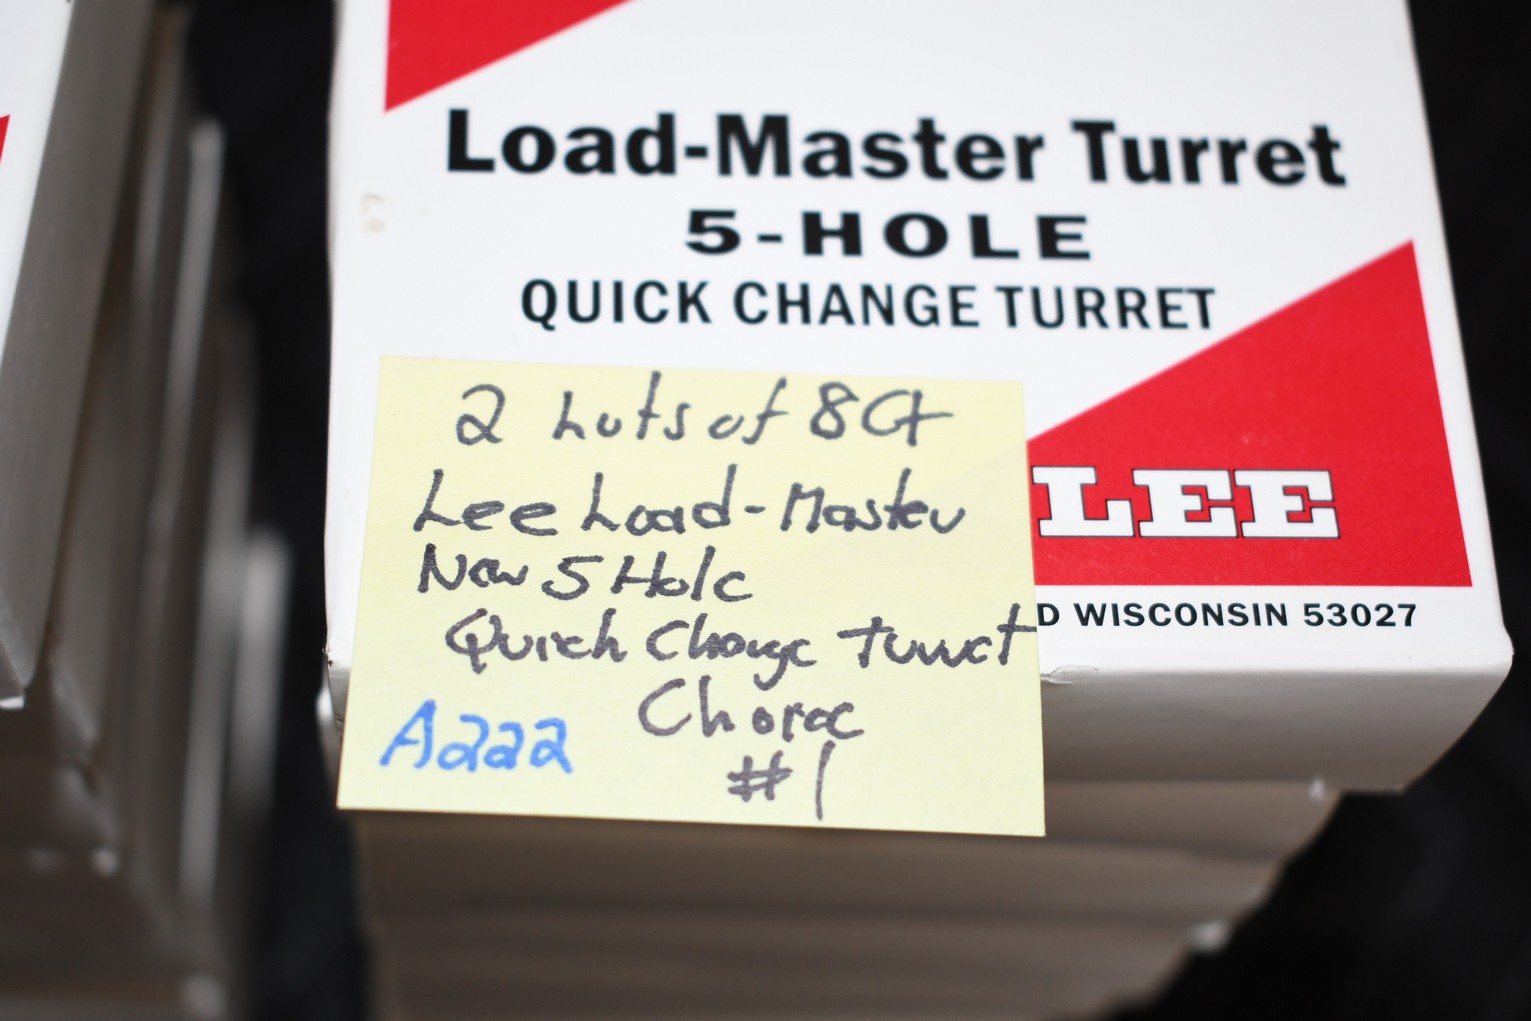 Load-Master Turret
5-HOLE
QUICK CHANGE TURRET
LEE
D WISCONSIN 53027
2 Lots of 8 Ct
Lee Load-Master
New 5 Hole
Quick Change Turret
A222
#1